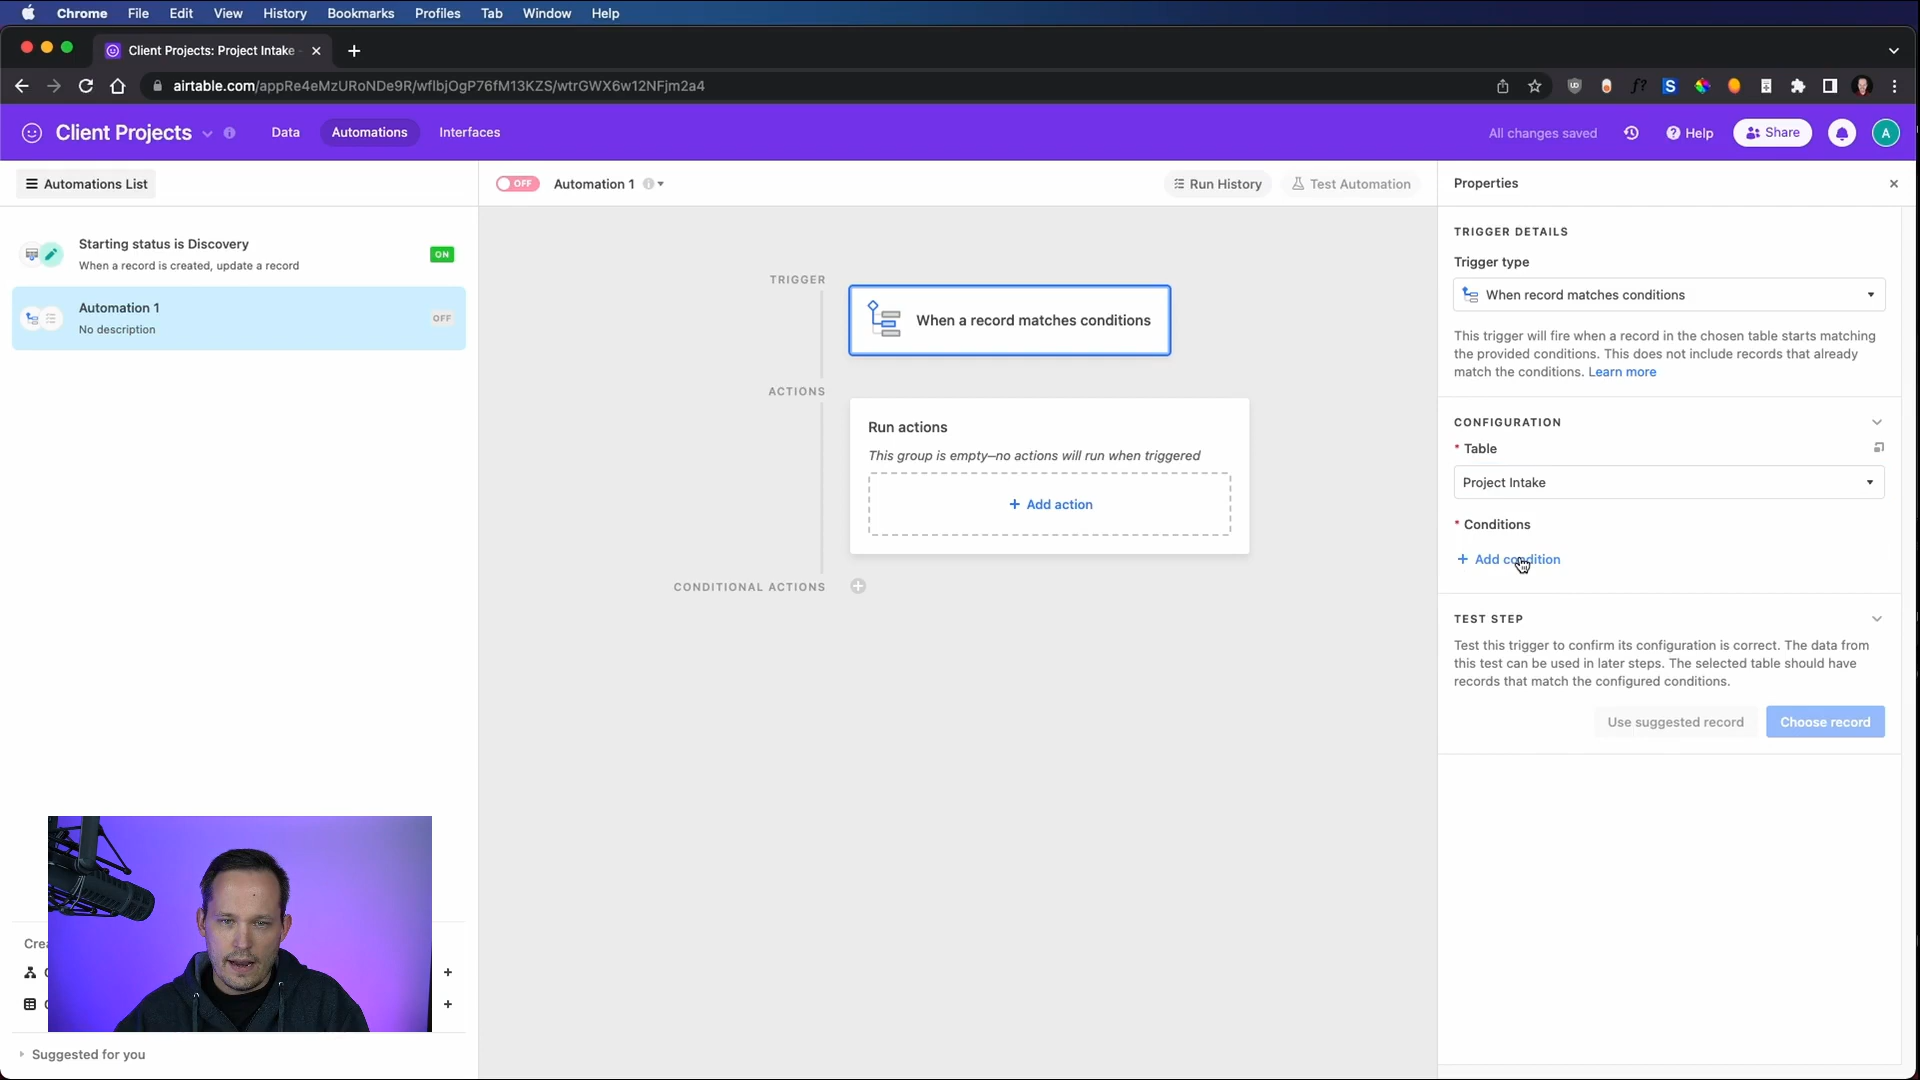 Chrome File Edit View History Bookmarks Profiles Tab Window Help
Client Projects: Project Intake
airtable.com/appRe4eMzURoNDe9R/wflbjOgP76fM13KZS/wtrGWX6w12NFjm2a4
Client Projects Data Automations Interfaces All changes saved Help Share A
Automations List
OFF Automation 1 Run History Test Automation
Properties
Starting status is Discovery
When a record is created, update a record
ON
Automation 1
No description
OFF
TRIGGER
When a record matches conditions
ACTIONS
Run actions
This group is empty—no actions will run when triggered
+ Add action
CONDITIONAL ACTIONS
TRIGGER DETAILS
Trigger type
When record matches conditions
This trigger will fire when a record in the chosen table starts matching
the provided conditions. This does not include records that already
match the conditions. Learn more
CONFIGURATION
* Table
Project Intake
* Conditions
+ Add condition
TEST STEP
Test this trigger to confirm its configuration is correct. The data from
this test can be used in later steps. The selected table should have
records that match the configured conditions.
Use suggested record Choose record
Suggested for you